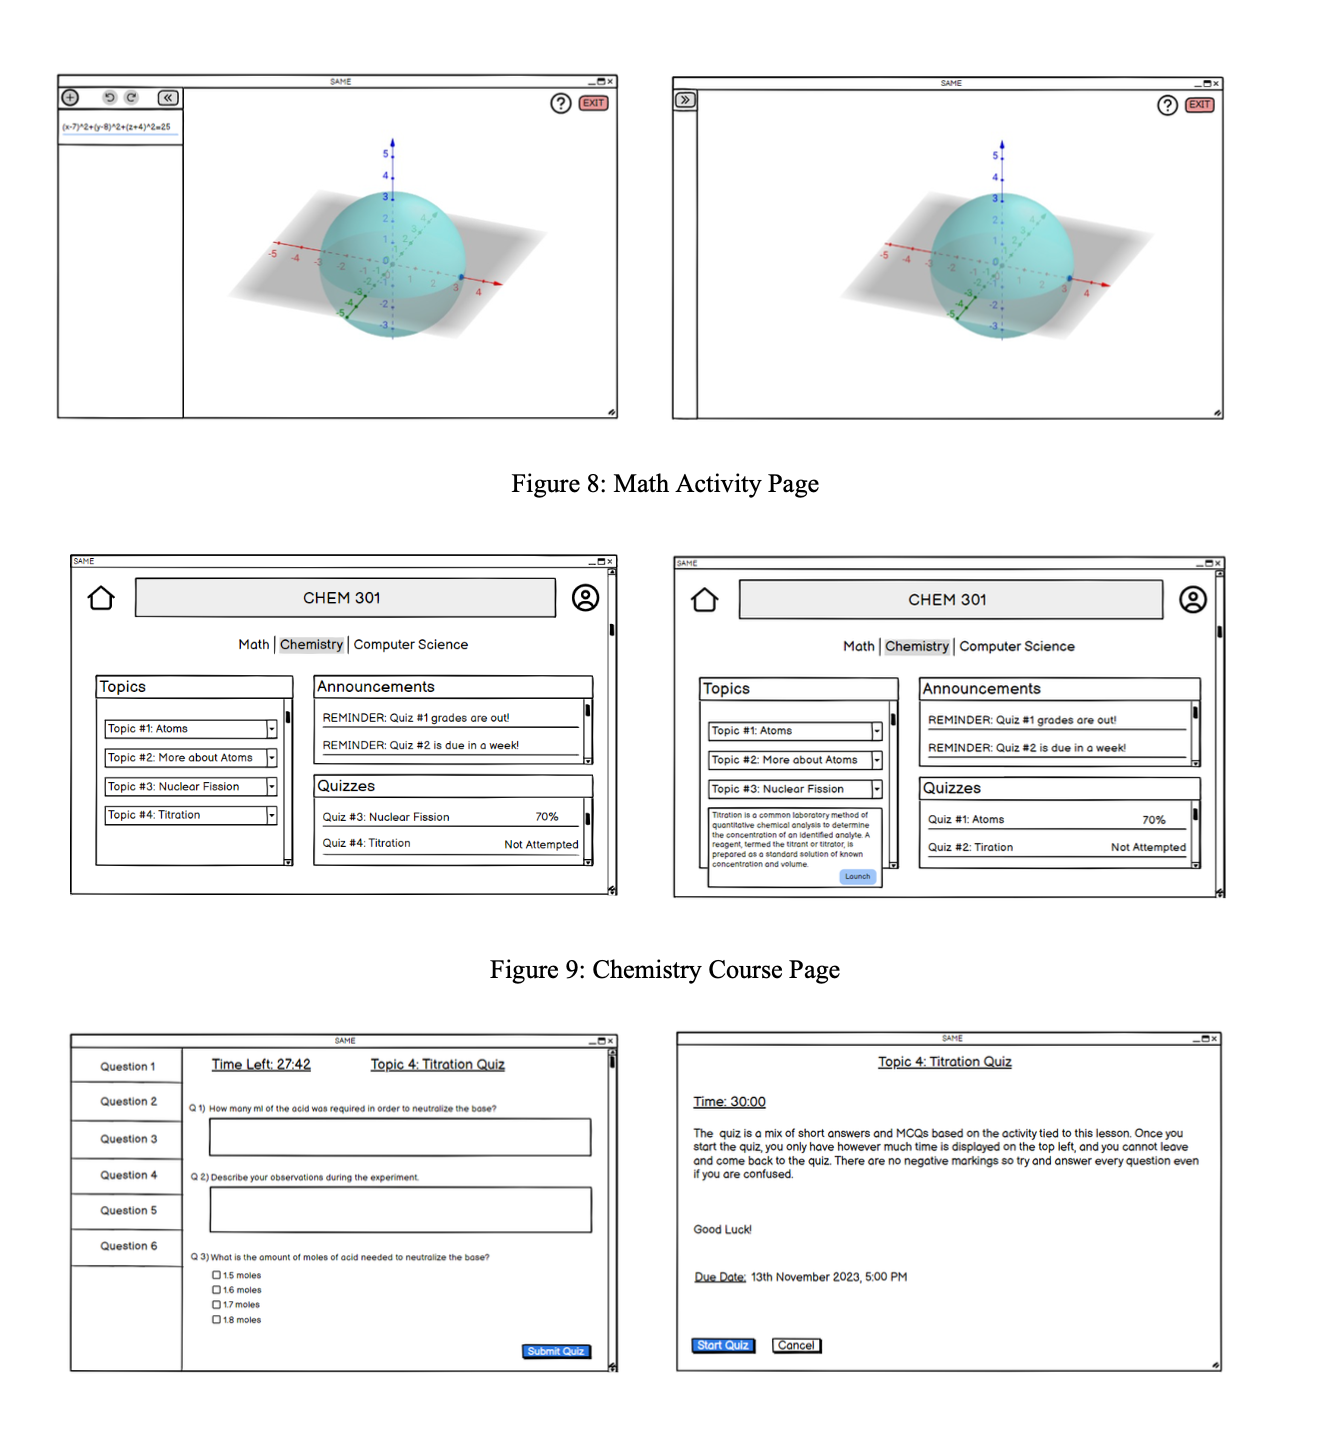 SAME
(x-7)^2+(y-8)^2+(z+4)^2=25
? EXIT
5
4
3
2
1
0
-5 -4 -3 -2 -1
1 2 3 4
-1
-2
-3
-3
-4
-5
SAME
? EXIT
5
4
3
2
1
0
-5 -4 -3 -2 -1
1 2 3 4
-1
-2
-3
-3
-4
-5
Figure 8: Math Activity Page
SAME
CHEM 301
Math | Chemistry | Computer Science
Topics
Topic #1: Atoms
Topic #2: More about Atoms
Topic #3: Nuclear Fission
Topic #4: Titration
Announcements
REMINDER: Quiz #1 grades are out!
REMINDER: Quiz #2 is due in a week!
Quizzes
Quiz #3: Nuclear Fission 70%
Quiz #4: Titration Not Attempted
SAME
CHEM 301
Math | Chemistry | Computer Science
Topics
Topic #1: Atoms
Topic #2: More about Atoms
Topic #3: Nuclear Fission
Titration is a common laboratory method of
quantitative chemical analysis to determine
the concentration of an identified analyte. A
reagent, termed the titrant or titrator, is
prepared as a standard solution of known
concentration and volume.
Launch
Announcements
REMINDER: Quiz #1 grades are out!
REMINDER: Quiz #2 is due in a week!
Quizzes
Quiz #1: Atoms 70%
Quiz #2: Tiration Not Attempted
Figure 9: Chemistry Course Page
SAME
Question 1
Question 2
Question 3
Question 4
Question 5
Question 6
Time Left: 27:42 Topic 4: Titration Quiz
Q 1) How many ml of the acid was required in order to neutralize the base?
Q 2) Describe your observations during the experiment.
Q 3) What is the amount of moles of acid needed to neutralize the base?
1.5 moles
1.6 moles
1.7 moles
1.8 moles
Submit Quiz
SAME
Topic 4: Titration Quiz
Time: 30:00
The quiz is a mix of short answers and MCQs based on the activity tied to this lesson. Once you
start the quiz, you only have however much time is displayed on the top left, and you cannot leave
and come back to the quiz. There are no negative markings so try and answer every question even
if you are confused.
Good Luck!
Due Date: 13th November 2023, 5:00 PM
Start Quiz Cancel